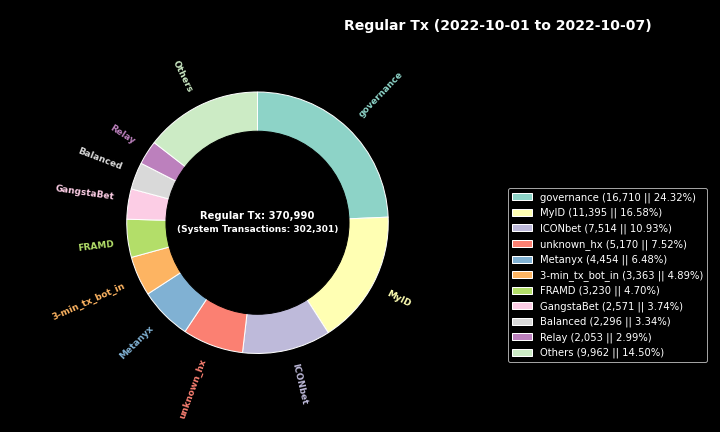 Regular Tx (2022-10-01 to 2022-10-07)
governance
MyID
ICONbet
unknown_hx
Metanyx
3-min_tx_bot_in
FRAMD
GangstaBet
Balanced
Relay
Others
Regular Tx: 370,990
(System Transactions: 302,301)
governance (16,710 || 24.32%)
MyID (11,395 || 16.58%)
ICONbet (7,514 || 10.93%)
unknown_hx (5,170 || 7.52%)
Metanyx (4,454 || 6.48%)
3-min_tx_bot_in (3,363 || 4.89%)
FRAMD (3,230 || 4.70%)
GangstaBet (2,571 || 3.74%)
Balanced (2,296 || 3.34%)
Relay (2,053 || 2.99%)
Others (9,962 || 14.50%)